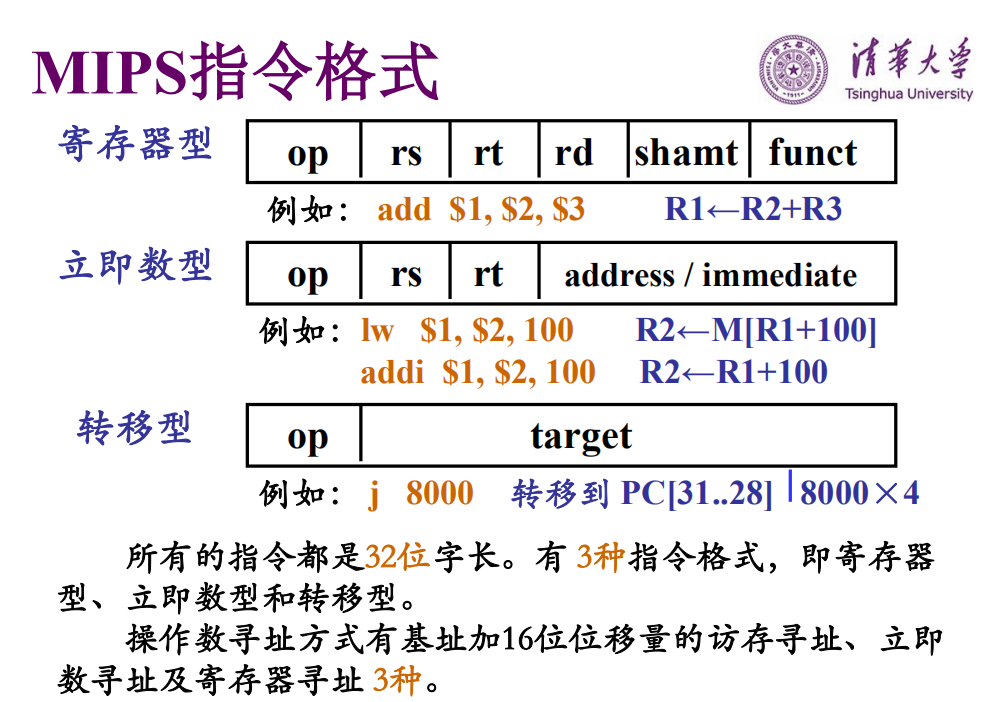 MIPS指令格式
清华大学
Tsinghua University
寄存器型 op rs rt rd shamt funct
例如： add $1, $2, $3 R1←R2+R3
立即数型 op rs rt address / immediate
例如： lw $1, $2, 100 R2←M[R1+100]
addi $1, $2, 100 R2←R1+100
转移型 op target
例如： j 8000 转移到 PC[31..28] | 8000×4
所有的指令都是32位字长。有 3种指令格式，即寄存器
型、立即数型和转移型。
操作数寻址方式有基址加16位位移量的访存寻址、立即
数寻址及寄存器寻址 3种。